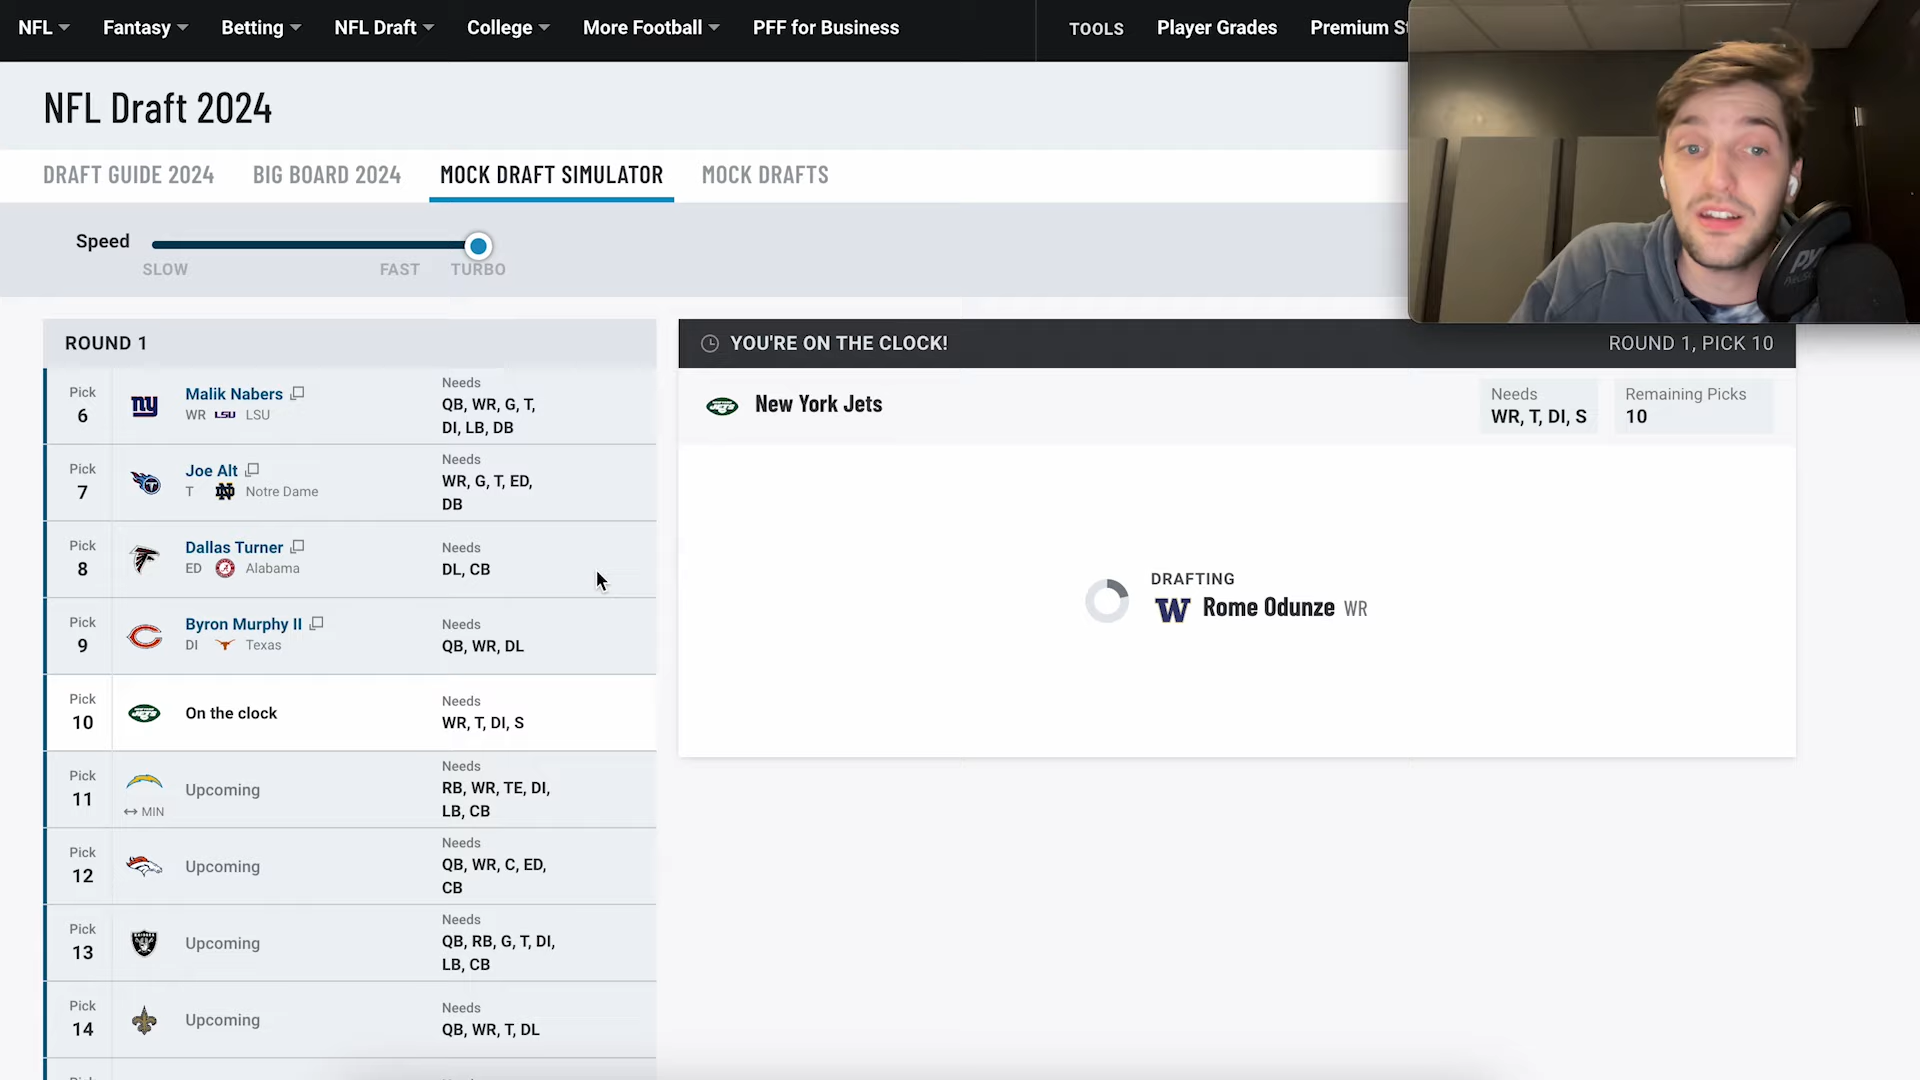 NFL Fantasy Betting NFL Draft College More Football PFF for Business TOOLS Player Grades Premium
NFL Draft 2024
DRAFT GUIDE 2024 BIG BOARD 2024 MOCK DRAFT SIMULATOR MOCK DRAFTS
Speed
SLOW FAST TURBO
ROUND 1
Pick
6
ny
Malik Nabers
WR LSU LSU
Needs
QB, WR, G, T,
DI, LB, DB
Pick
7
Joe Alt
T ND Notre Dame
Needs
WR, G, T, ED,
DB
Pick
8
Dallas Turner
ED Alabama
Needs
DL, CB
Pick
9
Byron Murphy II
DI Texas
Needs
QB, WR, DL
Pick
10
On the clock
Needs
WR, T, DI, S
Pick
11
↔ MIN
Upcoming
Needs
RB, WR, TE, DI,
LB, CB
Pick
12
Upcoming
Needs
QB, WR, C, ED,
CB
Pick
13
Upcoming
Needs
QB, RB, G, T, DI,
LB, CB
Pick
14
Upcoming
Needs
QB, WR, T, DL
YOU'RE ON THE CLOCK! ROUND 1, PICK 10
New York Jets
Needs
WR, T, DI, S
Remaining Picks
10
DRAFTING
W Rome Odunze WR